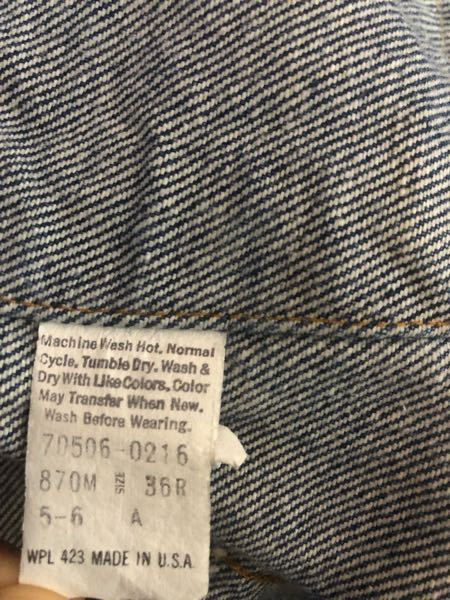 Machine Wash Hot. Normal
Cycle. Tumble Dry. Wash &
Dry With Like Colors. Color
May Transfer When New.
Wash Before Wearing.
70506-0216
870M SIZE 36R
5-6 A
WPL 423 MADE IN U.S.A.